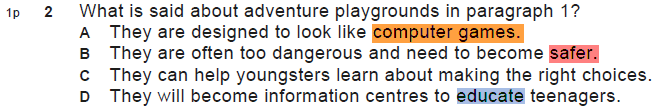 1p 2 What is said about adventure playgrounds in paragraph 1?
A They are designed to look like computer games.
B They are often too dangerous and need to become safer.
C They can help youngsters learn about making the right choices.
D They will become information centres to educate teenagers.